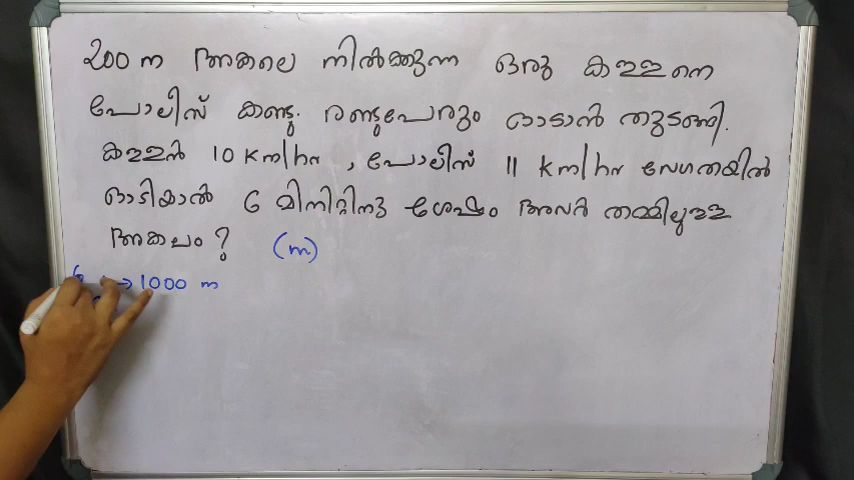 200 m അകലെ നിൽക്കുന്ന ഒരു കള്ളനെ
പോലീസ് കണ്ടു. രണ്ടുപേരും ഓടാൻ തുടങ്ങി.
കള്ളൻ 10 km/hr , പോലീസ് 11 km/hr വേഗതയിൽ
ഓടിയാൽ 6 മിനിറ്റിനു ശേഷം അവർ തമ്മിലുള്ള
അകലം ? (m)
→ 1000 m